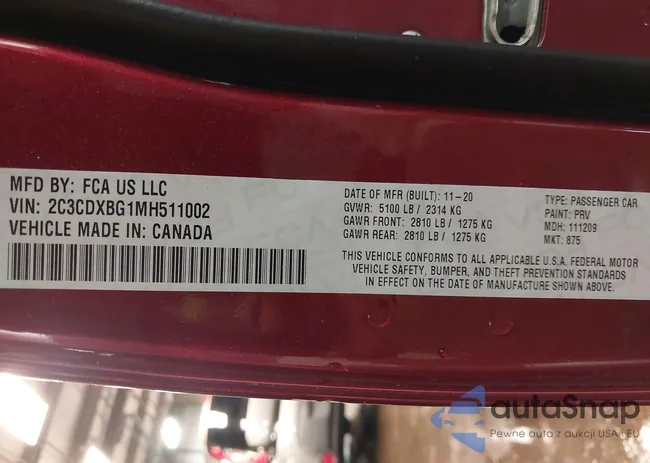 MFD BY: FCA US LLC
VIN: 2C3CDXBG1MH511002
VEHICLE MADE IN: CANADA
DATE OF MFR (BUILT): 11-20
GVWR: 5100 LB / 2314 KG
GAWR FRONT: 2810 LB / 1275 KG
GAWR REAR: 2810 LB / 1275 KG
TYPE: PASSENGER CAR
PAINT: PRV
MDH: 111209
MKT: 875
THIS VEHICLE CONFORMS TO ALL APPLICABLE U.S.A. FEDERAL MOTOR
VEHICLE SAFETY, BUMPER, AND THEFT PREVENTION STANDARDS
IN EFFECT ON THE DATE OF MANUFACTURE SHOWN ABOVE.
autoSnap
Pewne auta z aukcji USA i EU